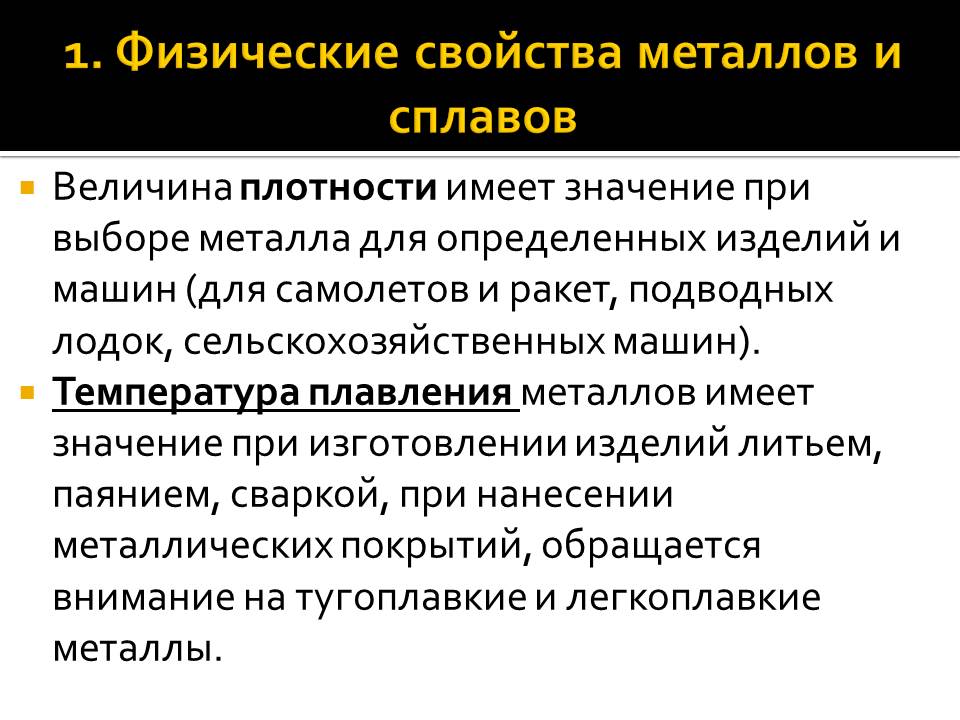 1. Физические свойства металлов и
сплавов
Величина плотности имеет значение при
выборе металла для определенных изделий и
машин (для самолетов и ракет, подводных
лодок, сельскохозяйственных машин).
Температура плавления металлов имеет
значение при изготовлении изделий литьем,
паянием, сваркой, при нанесении
металлических покрытий, обращается
внимание на тугоплавкие и легкоплавкие
металлы.